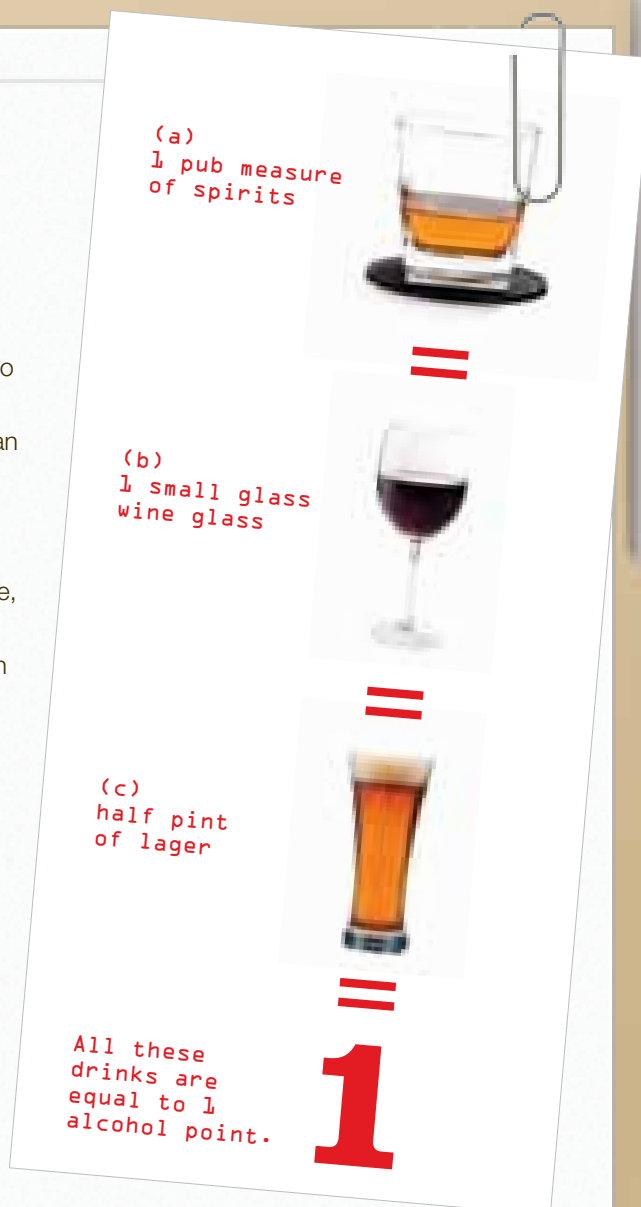 (a)
1 pub measure
of spirits
(b)
1 small glass
wine glass
(c)
half pint
of lager
All these
drinks are
equal to 1
alcohol point.
1
o
an
e,
n